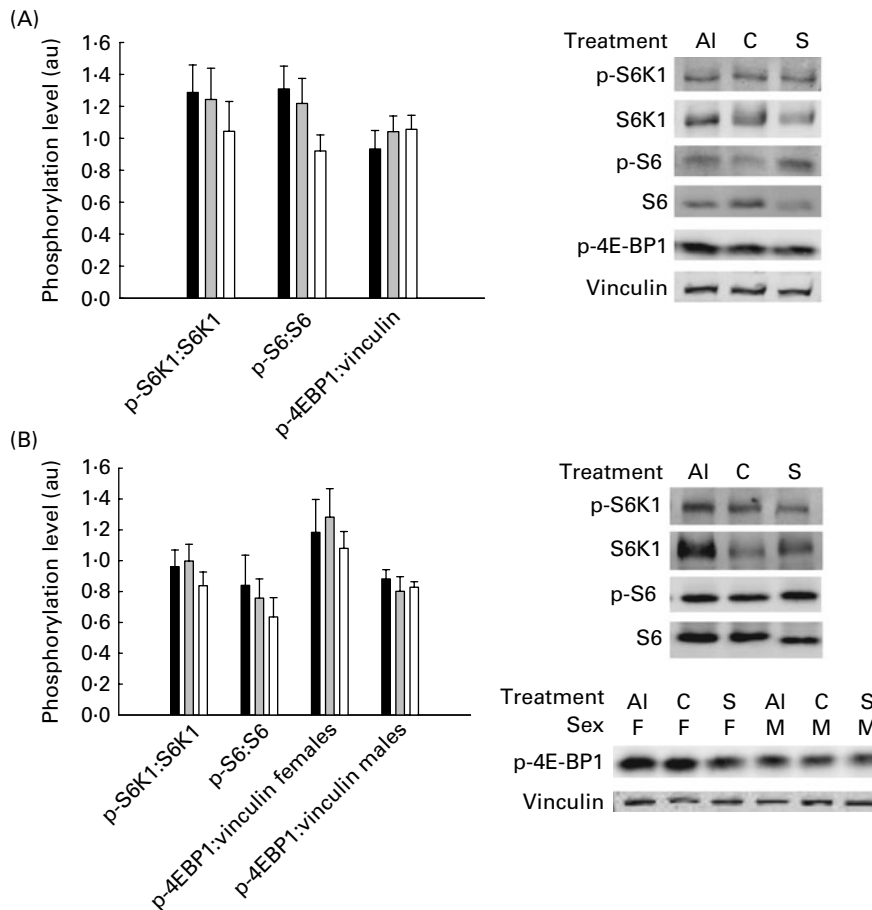 (A)
Phosphorylation level (au)
1·6
1·4
1·2
1·0
0·8
0·6
0·4
0·2
0·0
p-S6K1:S6K1
p-S6:S6
p-4EBP1:vinculin
Treatment AI C S
p-S6K1
S6K1
p-S6
S6
p-4E-BP1
Vinculin
(B)
Phosphorylation level (au)
1·6
1·4
1·2
1·0
0·8
0·6
0·4
0·2
0·0
p-S6K1:S6K1
p-S6:S6
p-4EBP1:vinculin females
p-4EBP1:vinculin males
Treatment AI C S
p-S6K1
S6K1
p-S6
S6
Treatment AI C S AI C S
Sex F F F M M M
p-4E-BP1
Vinculin